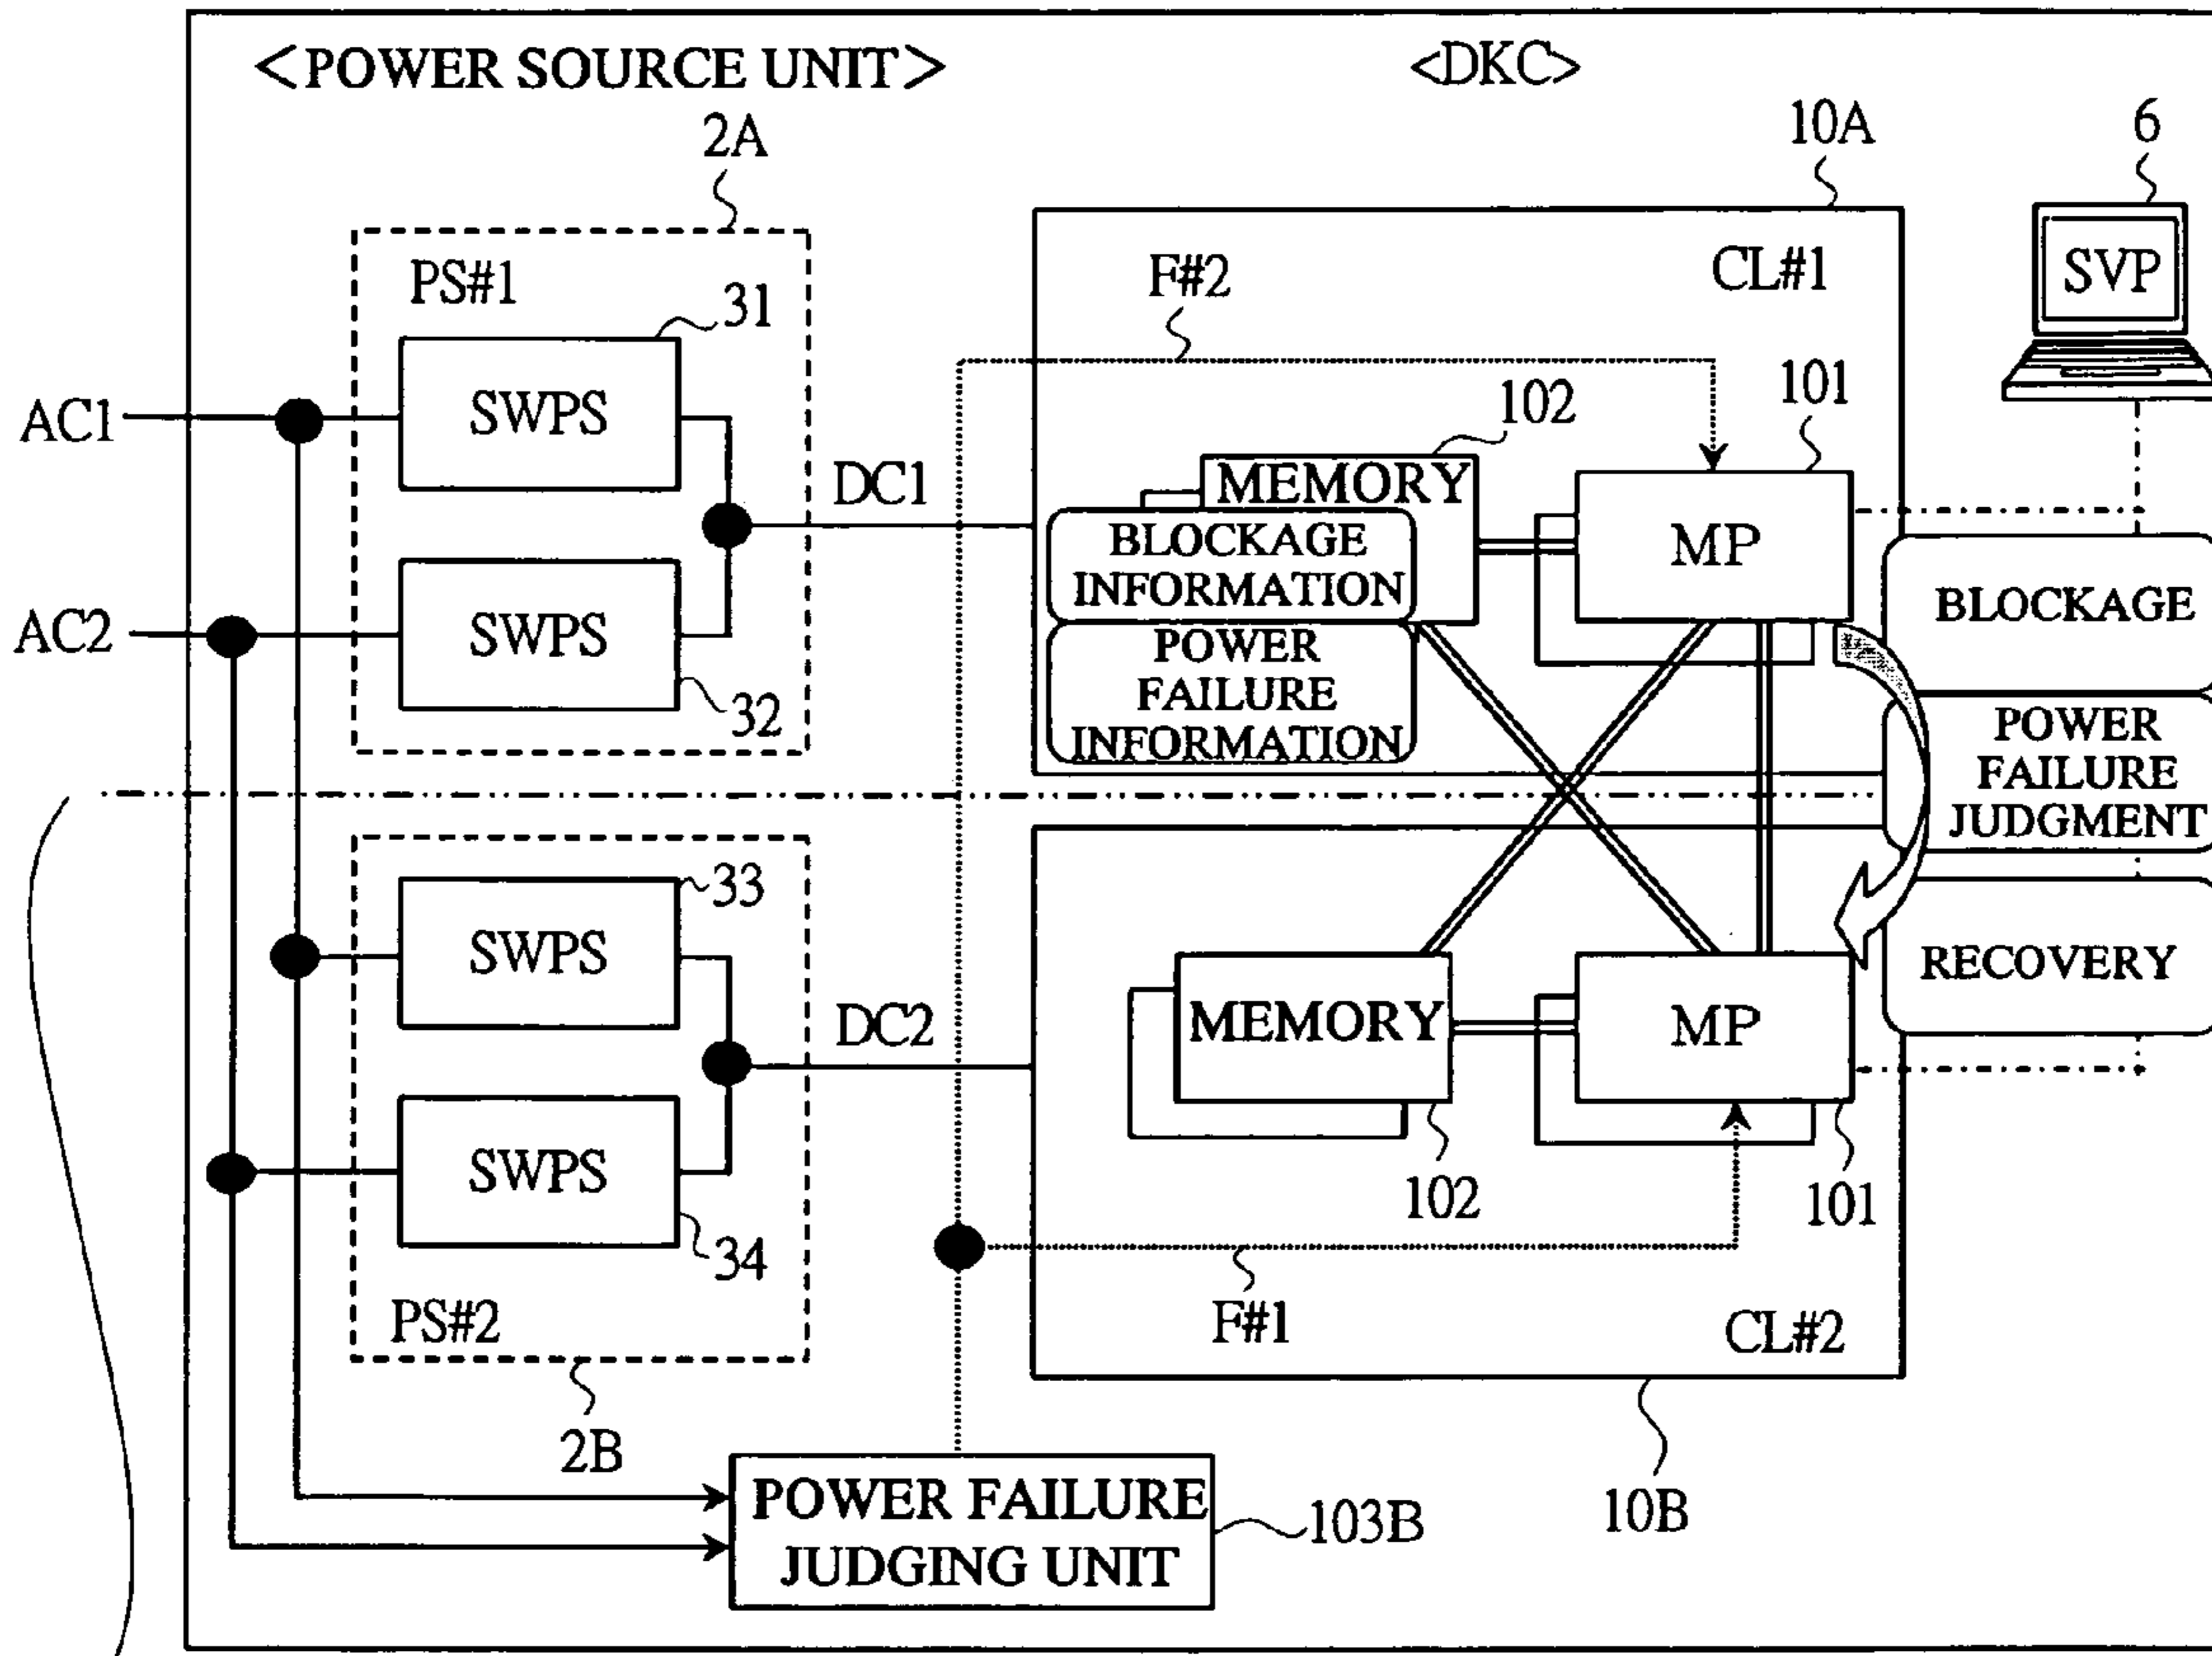 <POWER SOURCE UNIT>
<DKC>
2A
10A
6
PS#1
31
F#2
CL#1
SVP
AC1
SWPS
102
101
DC1
MEMORY
BLOCKAGE
INFORMATION
MP
BLOCKAGE
AC2
SWPS
32
POWER
FAILURE
INFORMATION
POWER
FAILURE
JUDGMENT
33
SWPS
DC2
MEMORY
MP
RECOVERY
SWPS
34
102
101
PS#2
F#1
CL#2
2B
POWER FAILURE
JUDGING UNIT
103B
10B